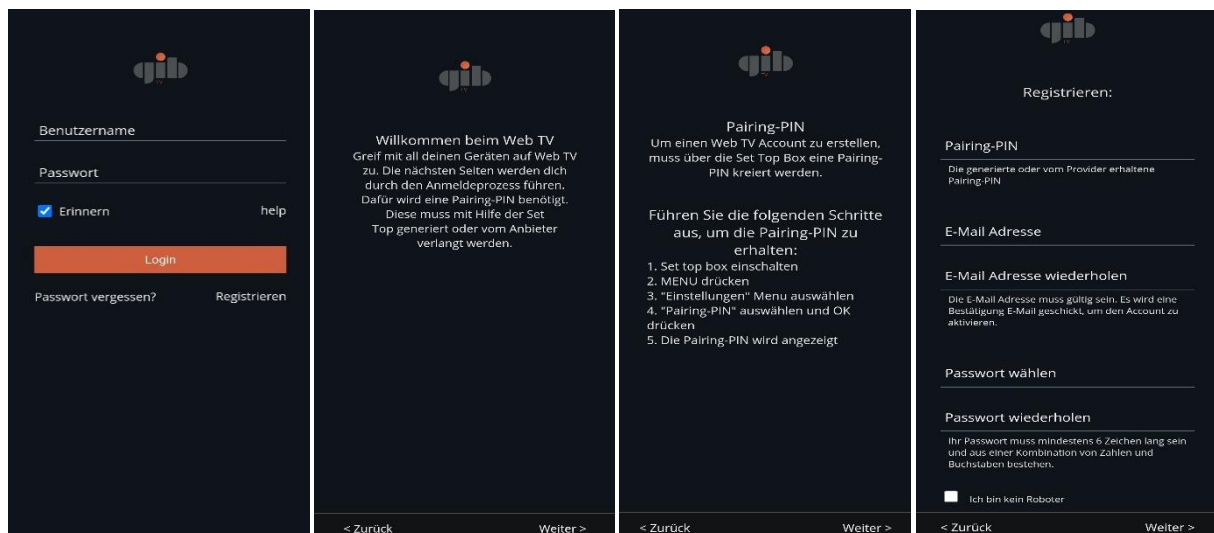 gib
TV
Benutzername
Passwort
Erinnern
help
Login
Passwort vergessen?
Registrieren
gib
TV
Willkommen beim Web TV
Greif mit all deinen Geräten auf Web TV
zu. Die nächsten Seiten werden dich
durch den Anmeldeprozess führen.
Dafür wird eine Pairing-PIN benötigt.
Diese muss mit Hilfe der Set
Top generiert oder vom Anbieter
verlangt werden.
< Zurück
Weiter >
gib
TV
Pairing-PIN
Um einen Web TV Account zu erstellen,
muss über die Set Top Box eine Pairing-
PIN kreiert werden.
Führen Sie die folgenden Schritte
aus, um die Pairing-PIN zu
erhalten:
1. Set top box einschalten
2. MENU drücken
3. "Einstellungen" Menu auswählen
4. "Pairing-PIN" auswählen und OK
drücken
5. Die Pairing-PIN wird angezeigt
< Zurück
Weiter >
gib
TV
Registrieren:
Pairing-PIN
Die generierte oder vom Provider erhaltene
Pairing-PIN
E-Mail Adresse
E-Mail Adresse wiederholen
Die E-Mail Adresse muss gültig sein. Es wird eine
Bestätigung E-Mail geschickt, um den Account zu
aktivieren.
Passwort wählen
Passwort wiederholen
Ihr Passwort muss mindestens 6 Zeichen lang sein
und aus einer Kombination von Zahlen und
Buchstaben bestehen.
Ich bin kein Roboter
< Zurück
Weiter >